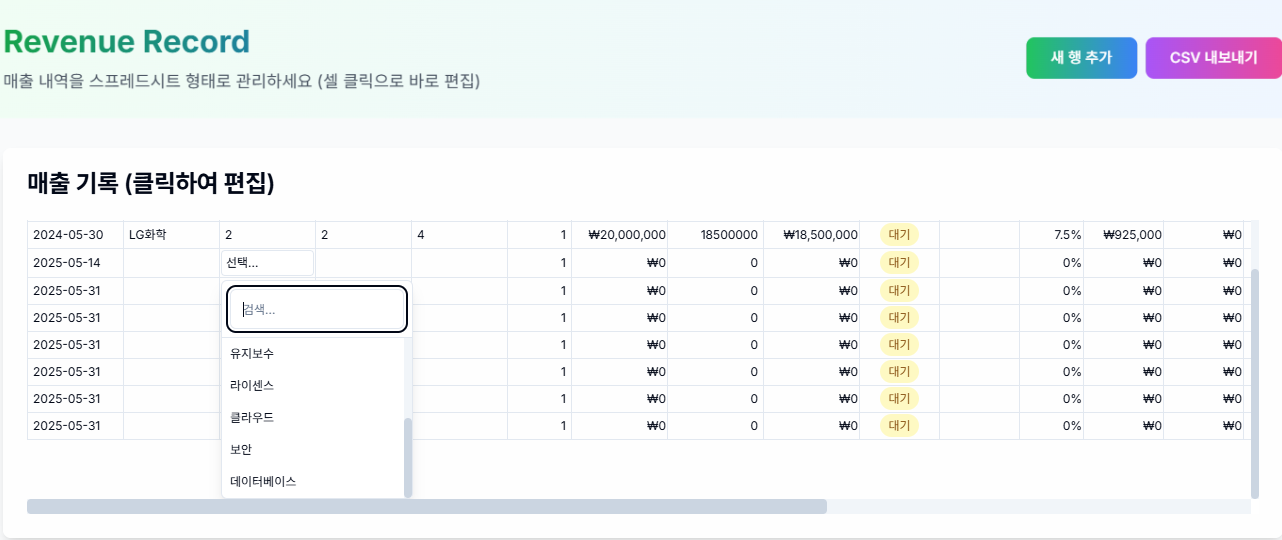 Revenue Record
매출 내역을 스프레드시트 형태로 관리하세요 (셀 클릭으로 바로 편집)
새 행 추가
CSV 내보내기
매출 기록 (클릭하여 편집)
2024-05-30 LG화학 2 2 4 1 ₩20,000,000 18500000 ₩18,500,000 대기 7.5% ₩925,000 ₩0
2025-05-14 선택... 1 ₩0 0 ₩0 대기 0% ₩0 ₩0
2025-05-31 1 ₩0 0 ₩0 대기 0% ₩0 ₩0
2025-05-31 1 ₩0 0 ₩0 대기 0% ₩0 ₩0
2025-05-31 1 ₩0 0 ₩0 대기 0% ₩0 ₩0
2025-05-31 1 ₩0 0 ₩0 대기 0% ₩0 ₩0
2025-05-31 1 ₩0 0 ₩0 대기 0% ₩0 ₩0
2025-05-31 1 ₩0 0 ₩0 대기 0% ₩0 ₩0
검색...
유지보수
라이센스
클라우드
보안
데이터베이스